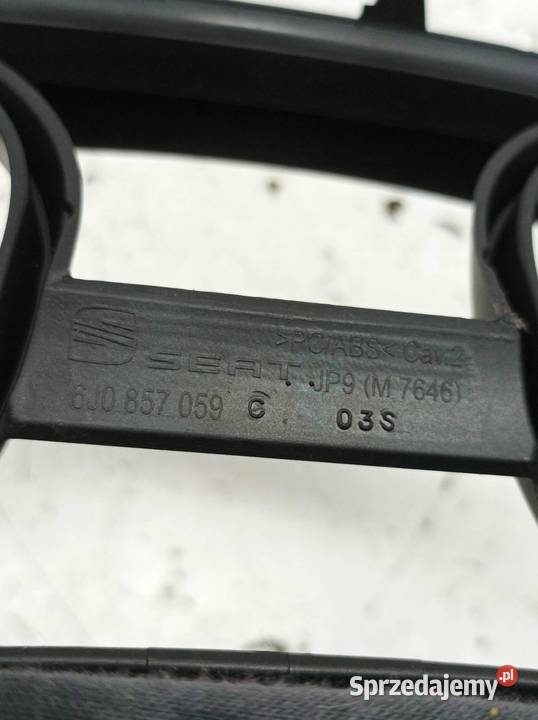 >PC/ABS< Cav.2
SEAT JP9 (M 7646)
6J0 857 059 C 03S
Sprzedajemy.pl